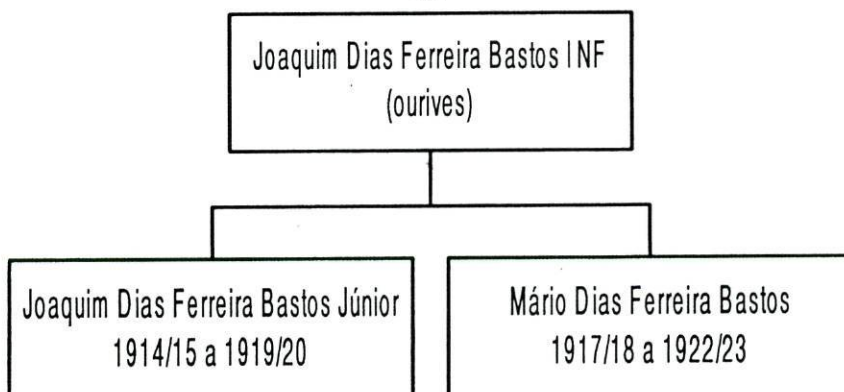 Joaquim Dias Ferreira Bastos INF
(ourives)
Joaquim Dias Ferreira Bastos Júnior
1914/15 a 1919/20
Mário Dias Ferreira Bastos
1917/18 a 1922/23